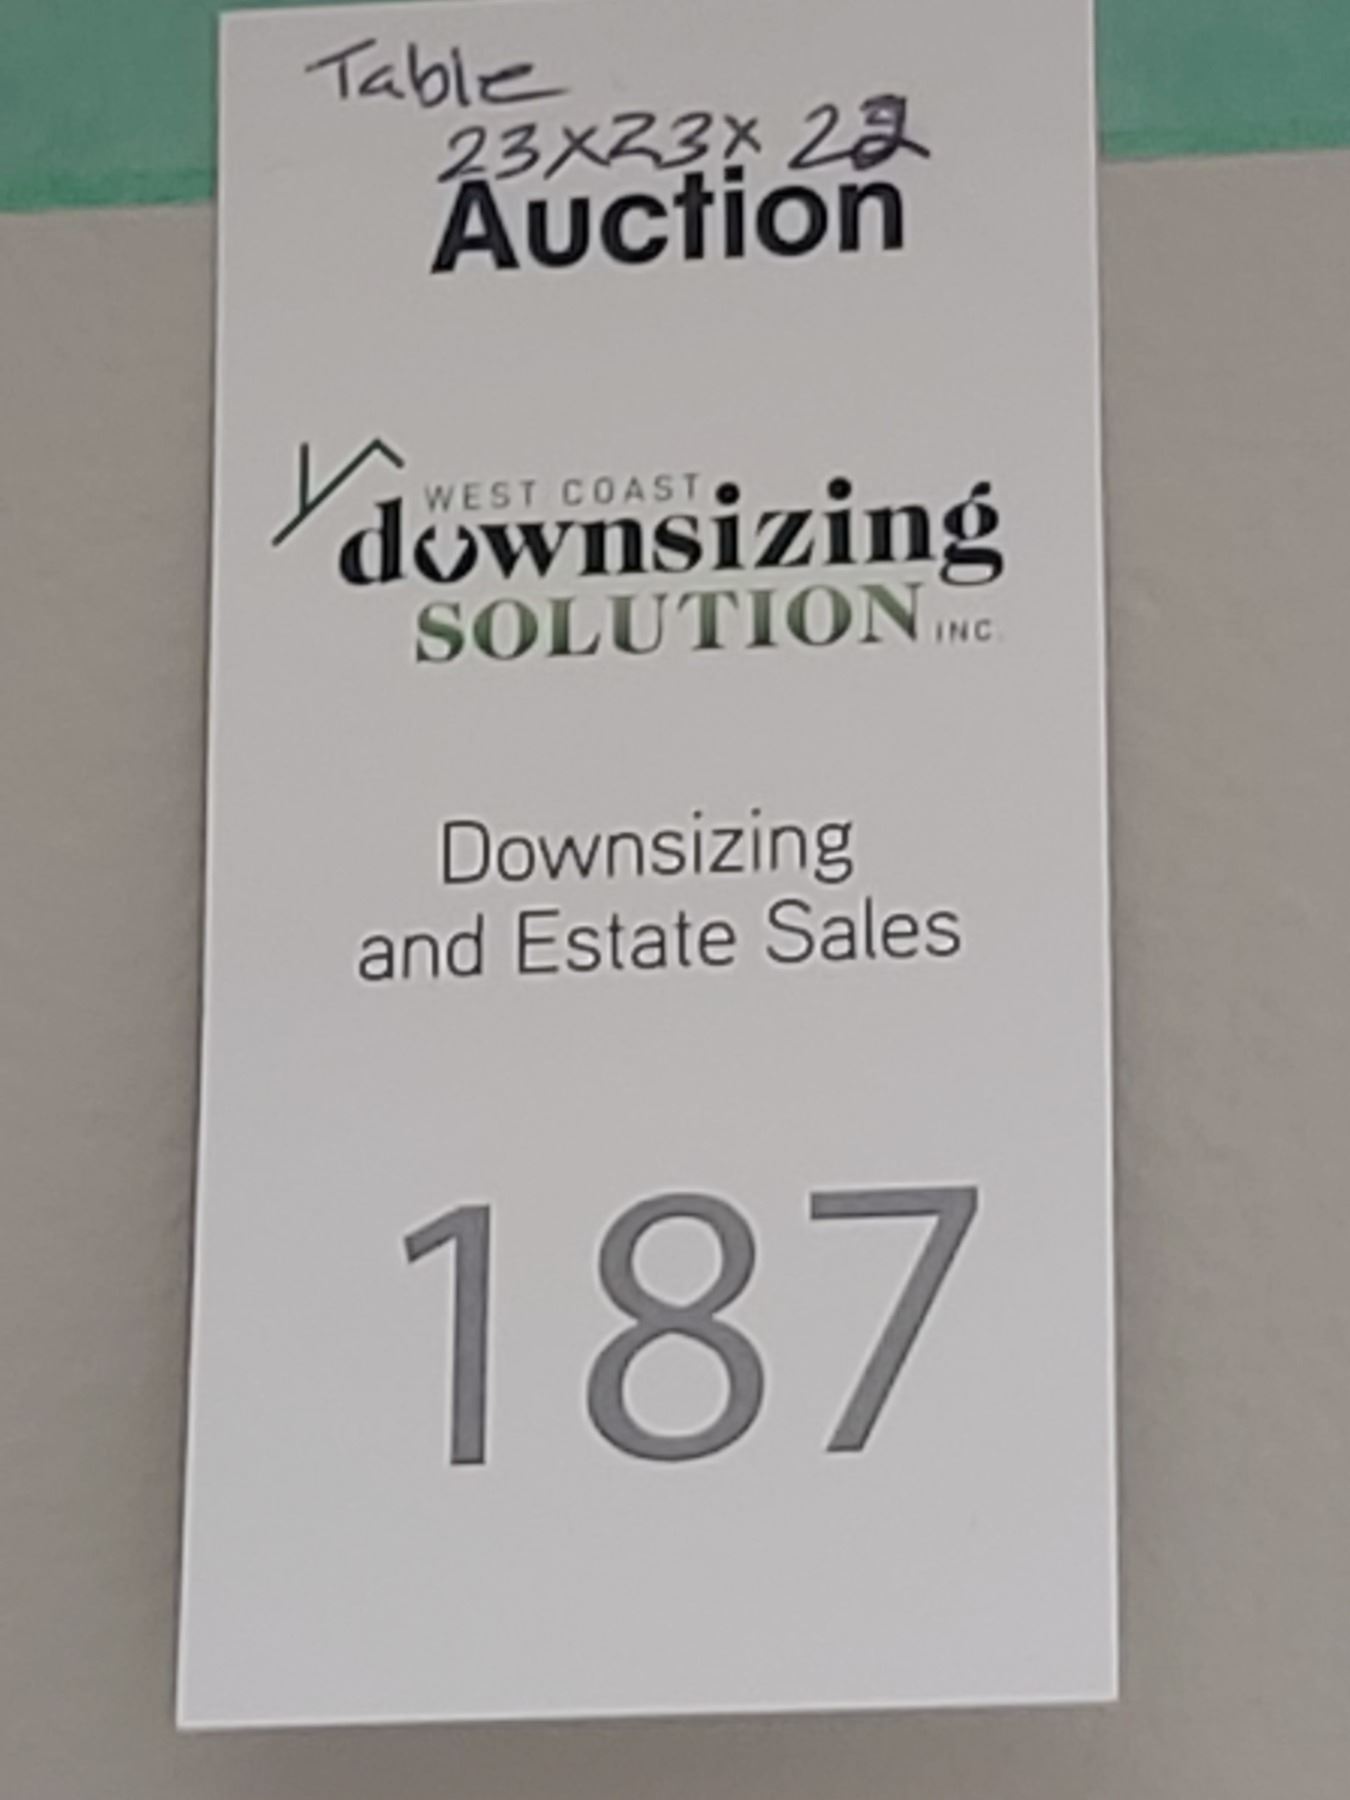 Table
23x23x 22
Auction
WEST COAST
downsizing
SOLUTION INC.
Downsizing
and Estate Sales
187